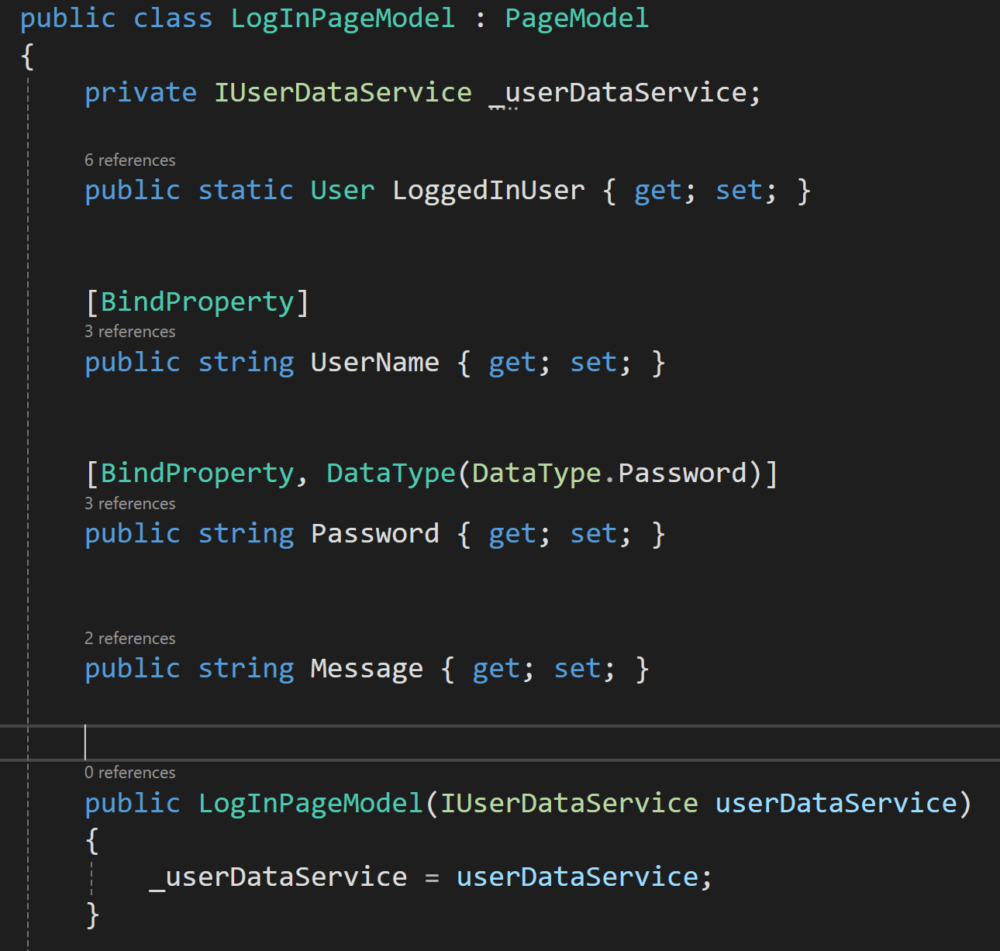 public class LogInPageModel : PageModel
{
private IUserDataService _userDataService;
6 references
public static User LoggedInUser { get; set; }
[BindProperty]
3 references
public string UserName { get; set; }
[BindProperty, DataType(DataType.Password)]
3 references
public string Password { get; set; }
2 references
public string Message { get; set; }
0 references
public LogInPageModel(IUserDataService userDataService)
{
_userDataService = userDataService;
}